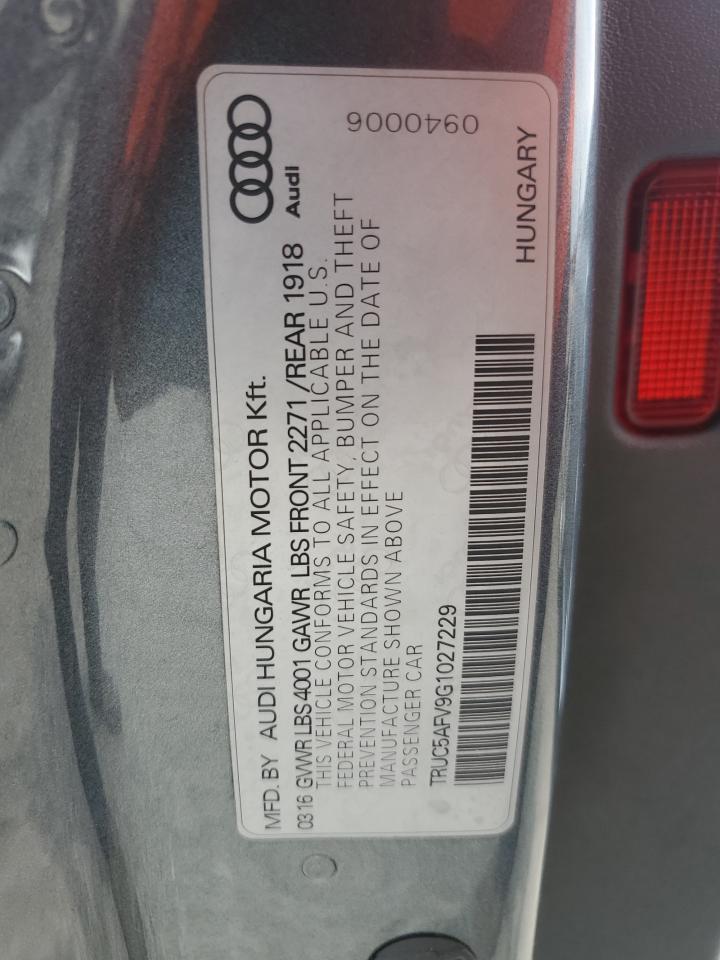 MFD. BY AUDI HUNGARIA MOTOR Kft.
Audi
03 16 GVWR LBS 4001 GAWR LBS FRONT 2271 /REAR 1918
THIS VEHICLE CONFORMS TO ALL APPLICABLE U.S.
FEDERAL MOTOR VEHICLE SAFETY, BUMPER AND THEFT
PREVENTION STANDARDS IN EFFECT ON THE DATE OF
MANUFACTURE SHOWN ABOVE
PASSENGER CAR
0940006
TRUC5AFV9G1027229
HUNGARY